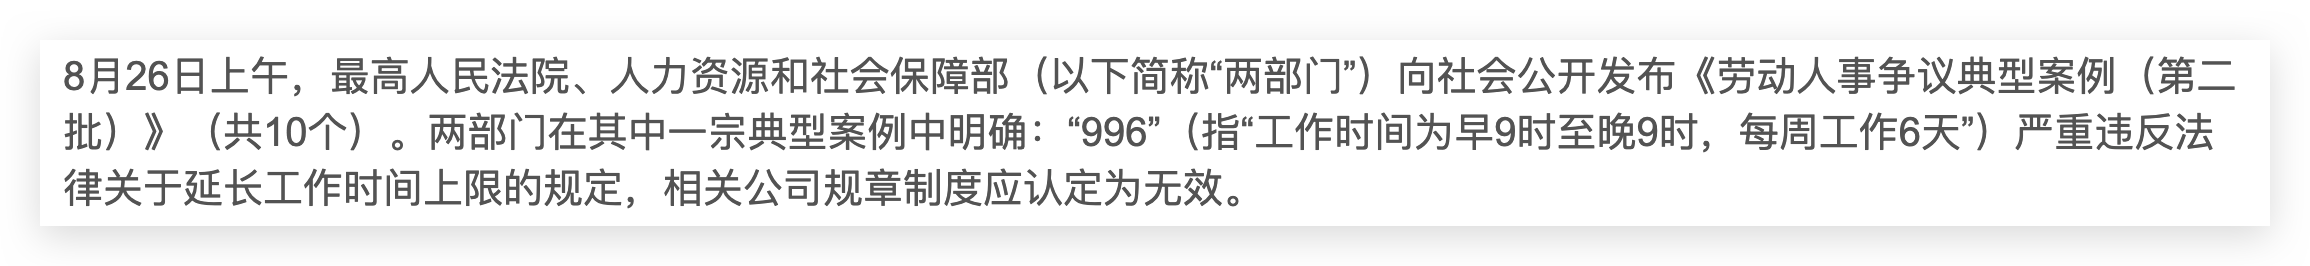 8月26日上午，最高人民法院、人力资源和社会保障部（以下简称“两部门”）向社会公开发布《劳动人事争议典型案例（第二
批）》（共10个）。两部门在其中一宗典型案例中明确：“996”（指“工作时间为早9时至晚9时，每周工作6天”）严重违反法
律关于延长工作时间上限的规定，相关公司规章制度应认定为无效。